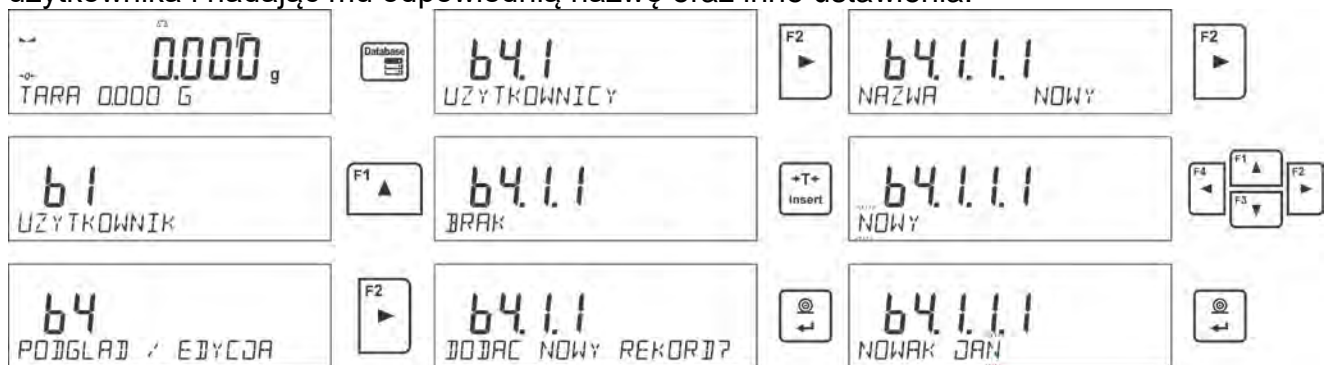 użytkownika i nadając mu odpowiednią nazwę oraz inne ustawienia.
0.000 g
TARA 0.000 G
Database
b1
UZYTKOWNIK
F1
b4
PODGLAD / EDYCJA
F2
b4.1
UZYTKOWNICY
F2
b4.1.1
BRAK
+T+
insert
b4.1.1
DODAC NOWY REKORD?
b4.1.1.1
NAZWA NOWY
F2
b4.1.1.1
NOWY
F1
F4
F2
F3
b4.1.1.1
NOWAK JAN